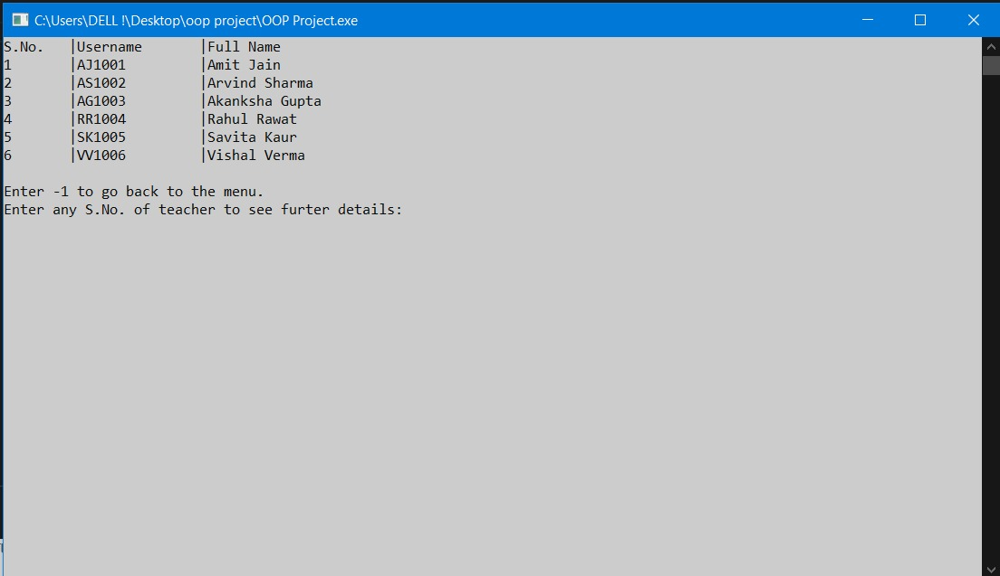 C:\Users\DELL !\Desktop\oop project\OOP Project.exe
S.No. |Username |Full Name
1 |AJ1001 |Amit Jain
2 |AS1002 |Arvind Sharma
3 |AG1003 |Akanksha Gupta
4 |RR1004 |Rahul Rawat
5 |SK1005 |Savita Kaur
6 |VV1006 |Vishal Verma
Enter -1 to go back to the menu.
Enter any S.No. of teacher to see furter details: